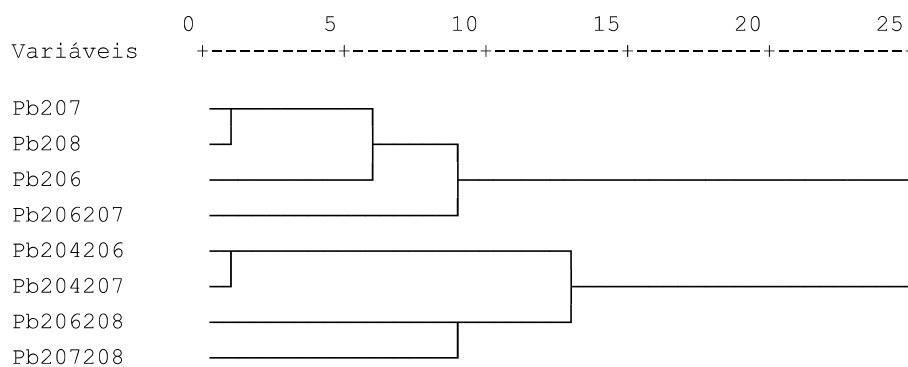 0 5 10 15 20 25
Variáveis +---------+---------+---------+---------+---------
Pb207
Pb208
Pb206
Pb206207
Pb204206
Pb204207
Pb206208
Pb207208